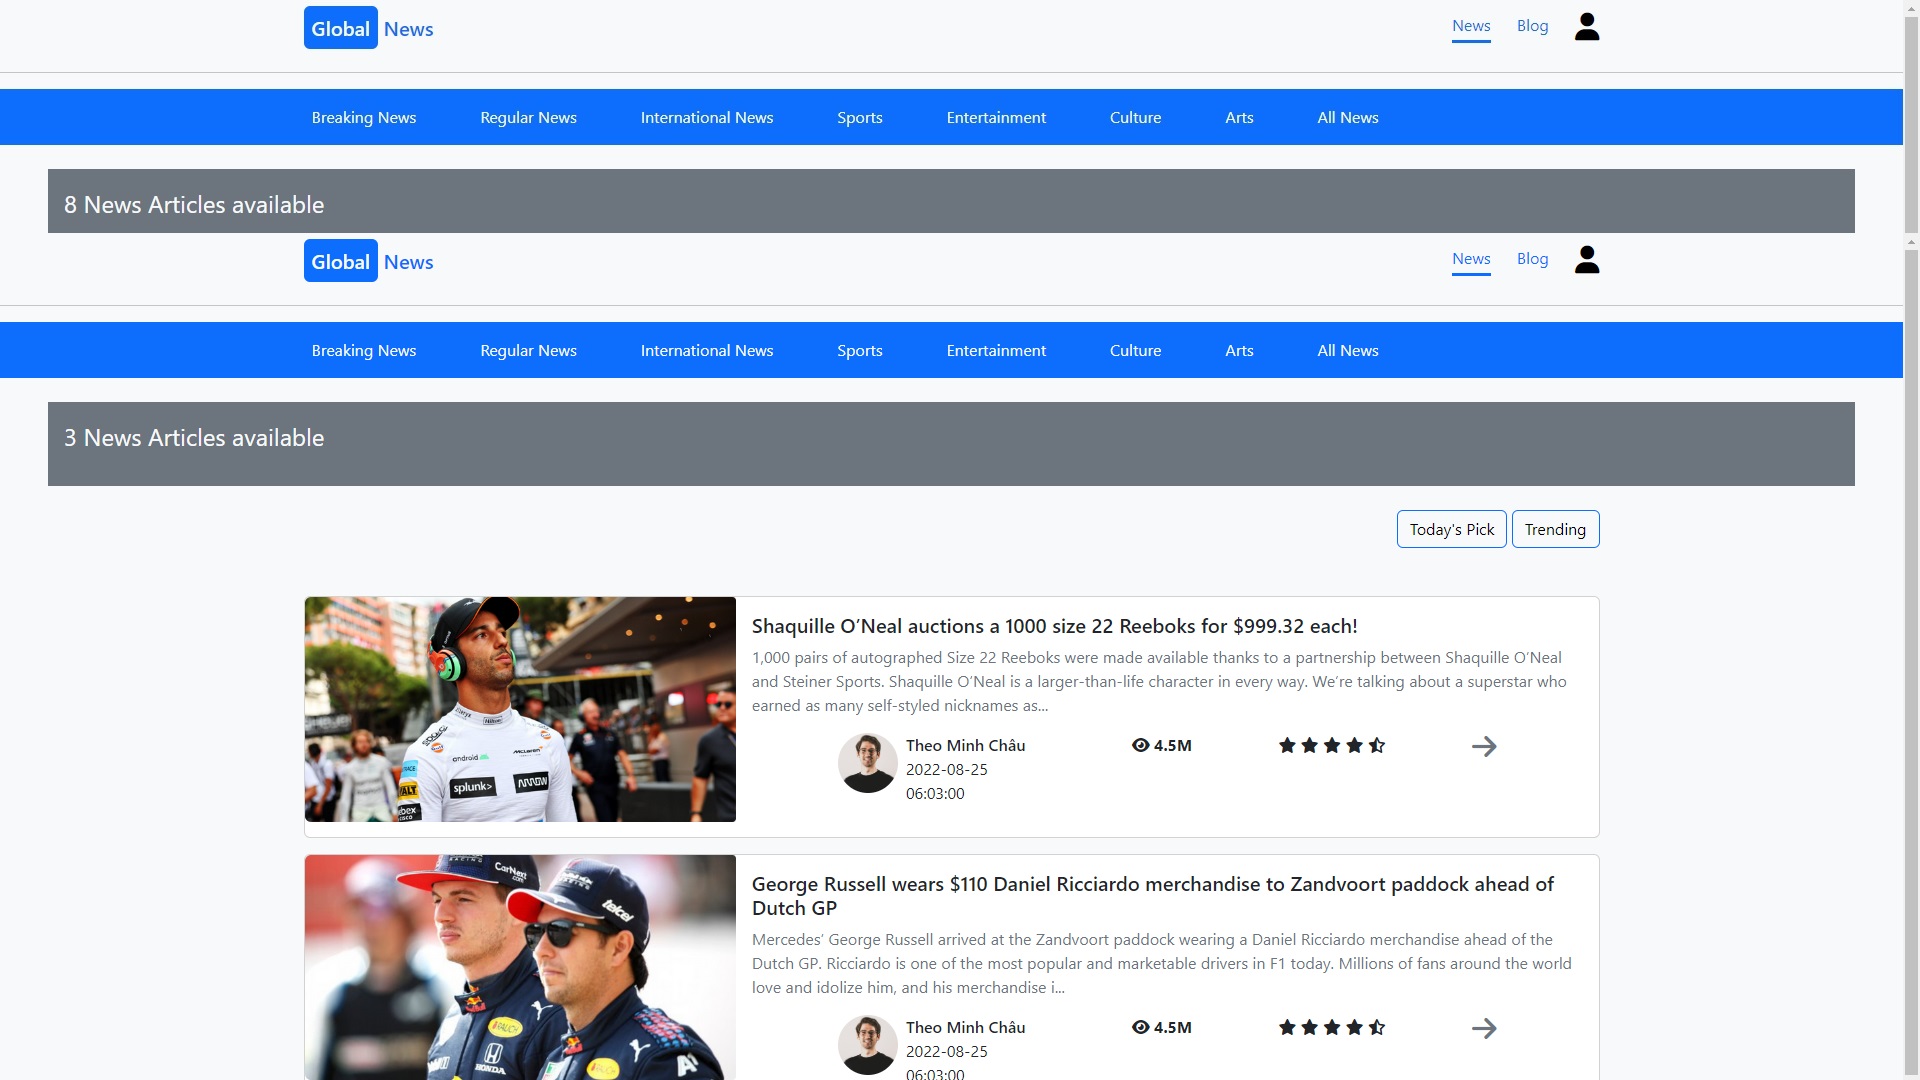 Global News
News Blog
Breaking News Regular News International News Sports Entertainment Culture Arts All News
8 News Articles available
Global News
News Blog
Breaking News Regular News International News Sports Entertainment Culture Arts All News
3 News Articles available
Today's Pick Trending
Shaquille O’Neal auctions a 1000 size 22 Reeboks for $999.32 each!
1,000 pairs of autographed Size 22 Reeboks were made available thanks to a partnership between Shaquille O’Neal
and Steiner Sports. Shaquille O’Neal is a larger-than-life character in every way. We’re talking about a superstar who
earned as many self-styled nicknames as...
Theo Minh Châu 4.5M
2022-08-25
06:03:00
android
splunk>
ARROW
George Russell wears $110 Daniel Ricciardo merchandise to Zandvoort paddock ahead of
Dutch GP
Mercedes’ George Russell arrived at the Zandvoort paddock wearing a Daniel Ricciardo merchandise ahead of the
Dutch GP. Ricciardo is one of the most popular and marketable drivers in F1 today. Millions of fans around the world
love and idolize him, and his merchandise i...
Theo Minh Châu 4.5M
2022-08-25
06:03:00
CarNext
.com
telcel
HONDA